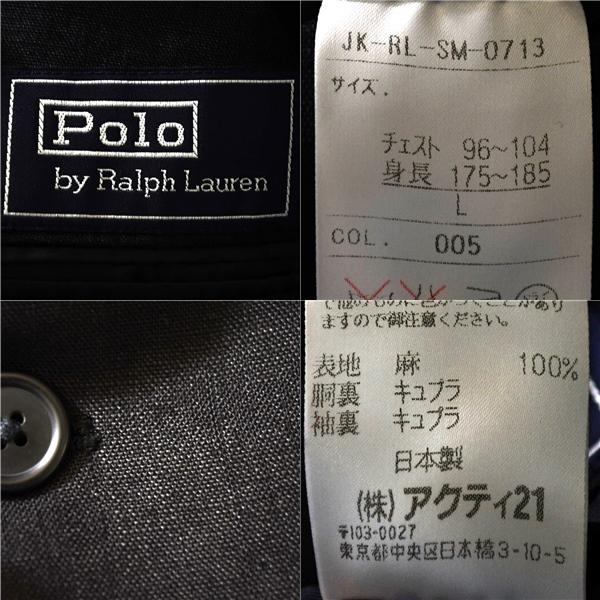 Polo
by Ralph Lauren
JK-RL-SM-0713
サイズ.
チェスト 96~104
身長 175~185
L
COL. 005
ますので御注意ください。
表地 麻 100%
胴裏 キュプラ
袖裏 キュプラ
日本製
(株)アクティ21
〒103-0027
東京都中央区日本橋3-10-5